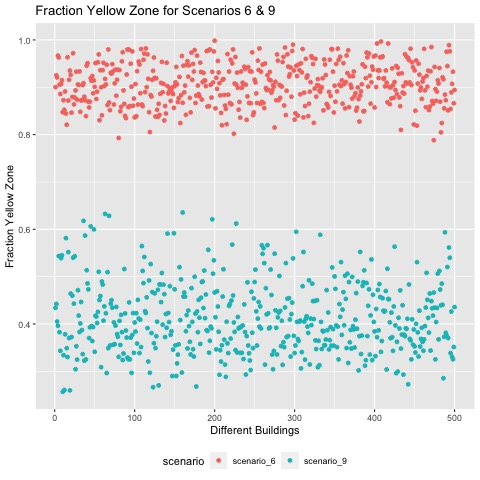 Fraction Yellow Zone for Scenarios 6 & 9
Fraction Yellow Zone
1.0
0.8
0.6
0.4
0 100 200 300 400 500
Different Buildings
scenario scenario_6 scenario_9